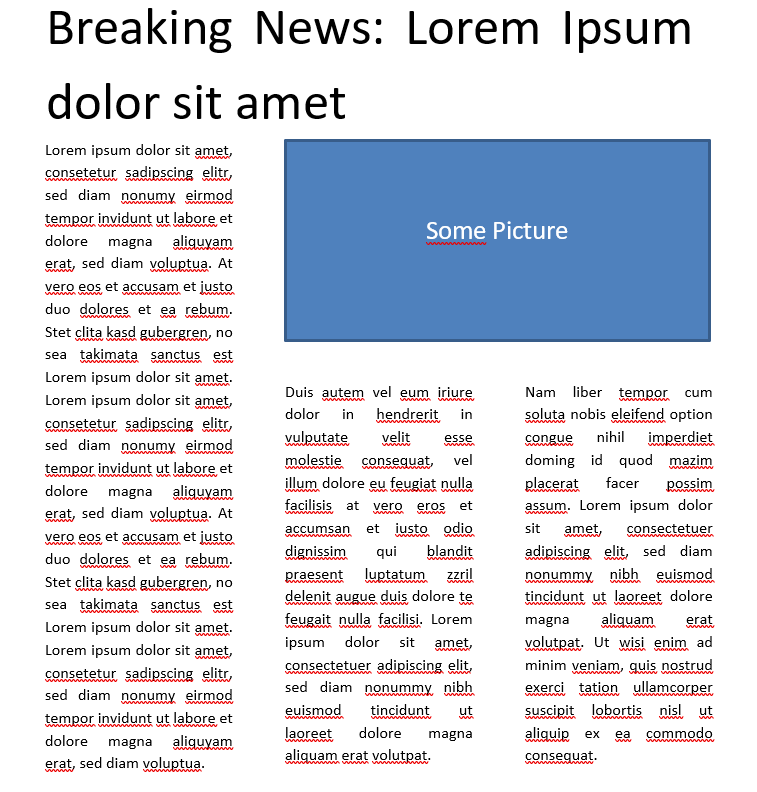 Breaking News: Lorem Ipsum
dolor sit amet
Lorem ipsum dolor sit amet,
consetetur sadipscing elitr,
sed diam nonumy eirmod
tempor invidunt ut labore et
dolore magna aliquyam
erat, sed diam voluptua. At
vero eos et accusam et justo
duo dolores et ea rebum.
Stet clita kasd gubergren, no
sea takimata sanctus est
Lorem ipsum dolor sit amet.
Lorem ipsum dolor sit amet,
consetetur sadipscing elitr,
sed diam nonumy eirmod
tempor invidunt ut labore et
dolore magna aliquyam
erat, sed diam voluptua. At
vero eos et accusam et justo
duo dolores et ea rebum.
Stet clita kasd gubergren, no
sea takimata sanctus est
Lorem ipsum dolor sit amet.
Lorem ipsum dolor sit amet,
consetetur sadipscing elitr,
sed diam nonumy eirmod
tempor invidunt ut labore et
dolore magna aliquyam
erat, sed diam voluptua.
Some Picture
Duis autem vel eum iriure
dolor in hendrerit in
vulputate velit esse
molestie consequat, vel
illum dolore eu feugiat nulla
facilisis at vero eros et
accumsan et iusto odio
dignissim qui blandit
praesent luptatum zzril
delenit augue duis dolore te
feugait nulla facilisi. Lorem
ipsum dolor sit amet,
consectetuer adipiscing elit,
sed diam nonummy nibh
euismod tincidunt ut
laoreet dolore magna
aliquam erat volutpat.
Nam liber tempor cum
soluta nobis eleifend option
congue nihil imperdiet
doming id quod mazim
placerat facer possim
assum. Lorem ipsum dolor
sit amet, consectetuer
adipiscing elit, sed diam
nonummy nibh euismod
tincidunt ut laoreet dolore
magna aliquam erat
volutpat. Ut wisi enim ad
minim veniam, quis nostrud
exerci tation ullamcorper
suscipit lobortis nisl ut
aliquip ex ea commodo
consequat.